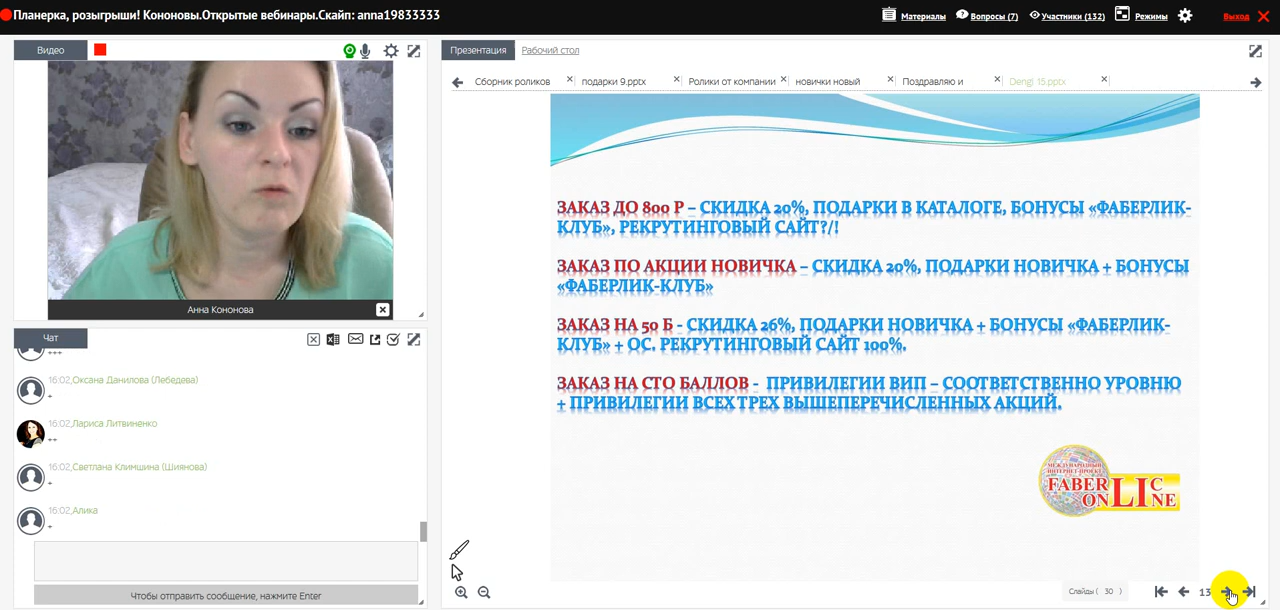 Планерка, розыгрыши! Кононовы.Открытые вебинары.Скайп: anna19833333
Материалы
Вопросы (7)
Участники (132)
Режимы
Выход
Видео
Анна Кононова
Чат
+++
16:02,Оксана Данилова (Лебедева)
+
16:02,Лариса Литвиненко
++
16:02,Светлана Климшина (Шиянова)
+
16:02,Алика
+
Чтобы отправить сообщение, нажмите Enter
Презентация
Рабочий стол
Сборник роликов
подарки 9.pptx
Ролики от компании
новички новый
Поздравляю и
Dengi 15.pptx
ЗАКАЗ ДО 800 Р – СКИДКА 20%, ПОДАРКИ В КАТАЛОГЕ, БОНУСЫ «ФАБЕРЛИК-
КЛУБ», РЕКРУТИНГОВЫЙ САЙТ?/!
ЗАКАЗ ПО АКЦИИ НОВИЧКА – СКИДКА 20%, ПОДАРКИ НОВИЧКА + БОНУСЫ
«ФАБЕРЛИК-КЛУБ»
ЗАКАЗ НА 50 Б - СКИДКА 26%, ПОДАРКИ НОВИЧКА + БОНУСЫ «ФАБЕРЛИК-
КЛУБ» + ОС. РЕКРУТИНГОВЫЙ САЙТ 100%.
ЗАКАЗ НА СТО БАЛЛОВ - ПРИВИЛЕГИИ ВИП – СООТВЕТСТВЕННО УРОВНЮ
+ ПРИВИЛЕГИИ ВСЕХ ТРЕХ ВЫШЕПЕРЕЧИСЛЕННЫХ АКЦИЙ.
МЕЖДУНАРОДНЫЙ
ИНТЕРНЕТ-ПРОЕКТ
FABERLIC
ONLINE
Слайды ( 30 )
13